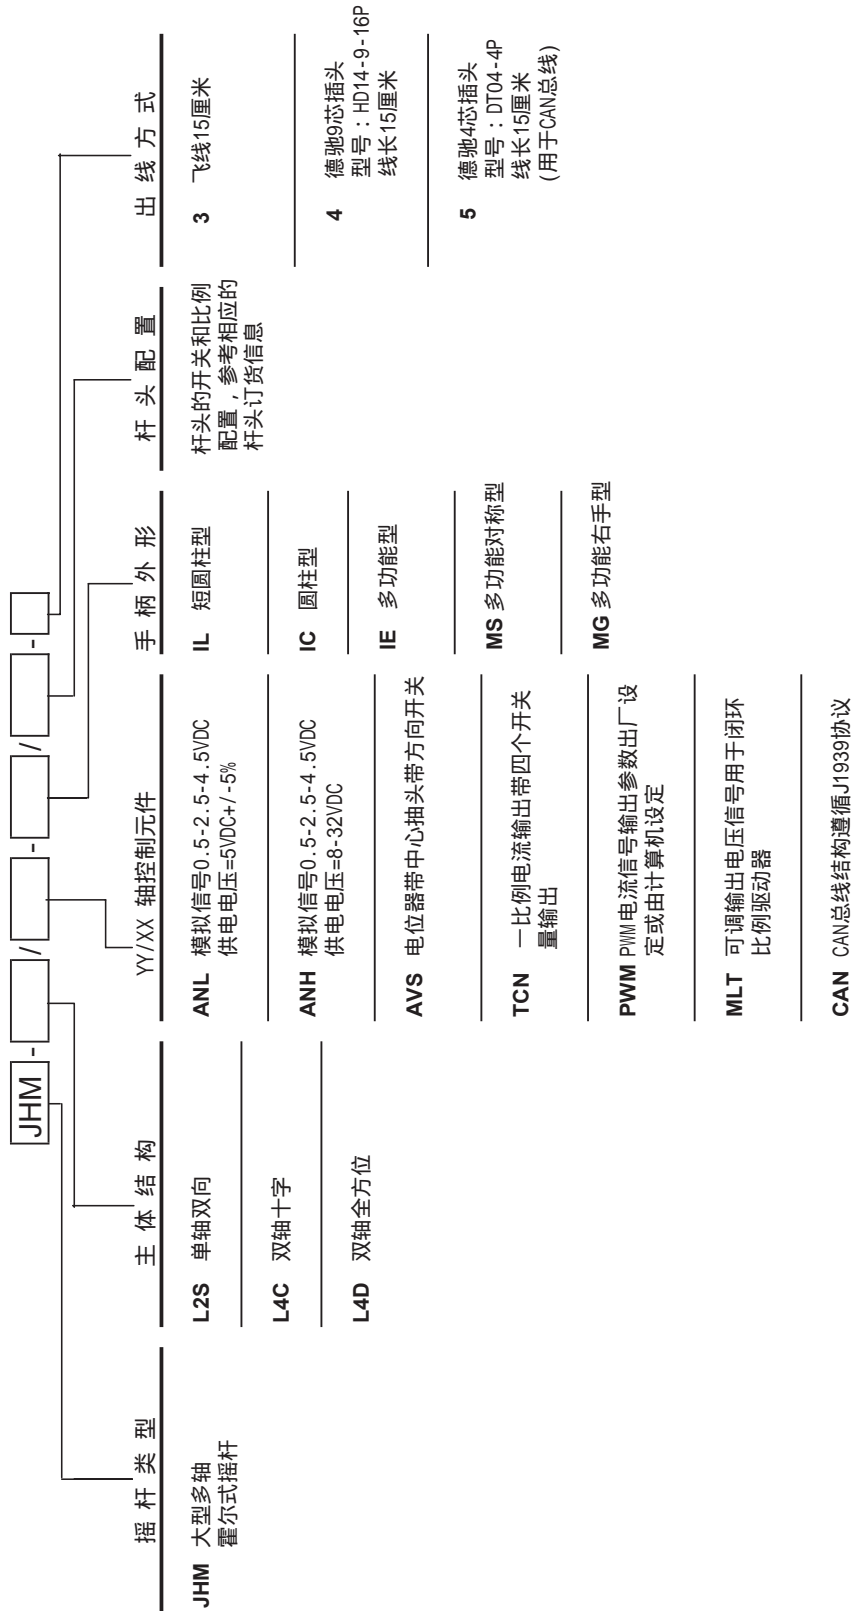 JHM - / - / -
摇杆类型
JHM 大型多轴
霍尔式摇杆
主体结构
L2S 单轴双向
L4C 双轴十字
L4D 双轴全方位
YY/XX 轴控制元件
ANL 模拟信号0.5-2.5-4.5VDC
供电电压=5VDC+/-5%
ANH 模拟信号0.5-2.5-4.5VDC
供电电压=8-32VDC
AVS 电位器带中心抽头带方向开关
TCN 一比例电流输出带四个开关
量输出
PWM PWM电流信号输出参数出厂设
定或由计算机设定
MLT 可调输出电压信号用于闭环
比例驱动器
CAN CAN总线结构遵循J1939协议
手柄外形
IL 短圆柱型
IC 圆柱型
IE 多功能型
MS 多功能对称型
MG 多功能右手型
杆头配置
杆头的开关和比例
配置，参考相应的
杆头订货信息
出线方式
3 飞线15厘米
4 德驰9芯插头
型号：HD14-9-16P
线长15厘米
5 德驰4芯插头
型号：DT04-4P
线长15厘米
(用于CAN总线)